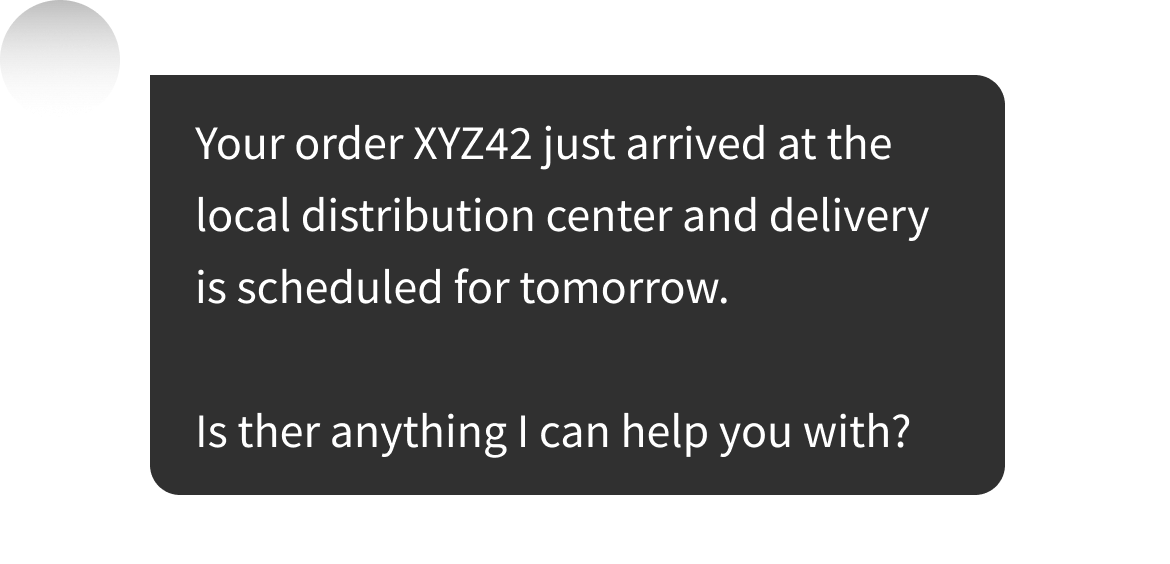 Your order XYZ42 just arrived at the
local distribution center and delivery
is scheduled for tomorrow.
Is ther anything I can help you with?